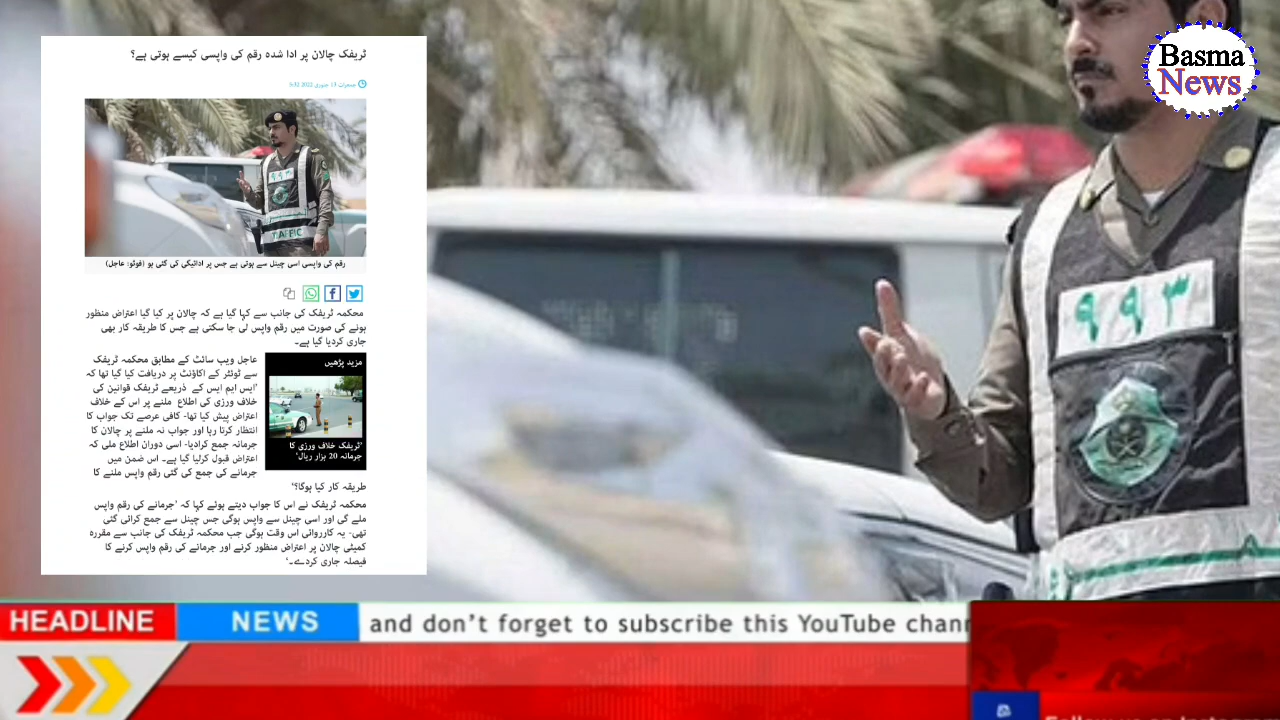 ٹریفک چالان پر ادا شدہ رقم کی واپسی کیسے ہوتی ہے؟
جمعرات 13 جنوری 2022 5:32
۹۹۳
TRAFFIC
رقم کی واپسی اسی چینل سے ہوتی ہے جس پر ادائیگی کی گئی ہو (فوٹو: عاجل)
محکمہ ٹریفک کی جانب سے کہا گیا ہے کہ چالان پر کیا گیا اعتراض منظور
ہونے کی صورت میں رقم واپس لی جا سکتی ہے جس کا طریقہ کار بھی
جاری کردیا گیا ہے۔
مزید پڑھیں
'ٹریفک خلاف ورزی کا
جرمانہ 20 ہزار ریال'
عاجل ویب سائٹ کے مطابق محکمہ ٹریفک
سے ٹوئٹر کے اکاؤنٹ پر دریافت کیا گیا تھا کہ
'ایس ایم ایس کے ذریعے ٹریفک قوانین کی
خلاف ورزی کی اطلاع ملنے پر اس کے خلاف
اعتراض پیش کیا تھا۔ کافی عرصے تک جواب کا
انتظار کرتا رہا اور جواب نہ ملنے پر چالان کا
جرمانہ جمع کرادیا۔ اسی دوران اطلاع ملی کہ
اعتراض قبول کرلیا گیا ہے۔ اس ضمن میں
جرمانے کی جمع کی گئی رقم واپس ملنے کا
طریقہ کار کیا ہوگا؟'
محکمہ ٹریفک نے اس کا جواب دیتے ہوئے کہا کہ 'جرمانے کی رقم واپس
ملے گی اور اسی چینل سے واپس ہوگی جس چینل سے جمع کرائی گئی
تھی۔ یہ کارروائی اس وقت ہوگی جب محکمہ ٹریفک کی جانب سے مقررہ
کمیٹی چالان پر اعتراض منظور کرنے اور جرمانے کی رقم واپس کرنے کا
فیصلہ جاری کردے۔'
Basma
News
۹۹۳
HEADLINE
NEWS
and don't forget to subscribe this YouTube chann